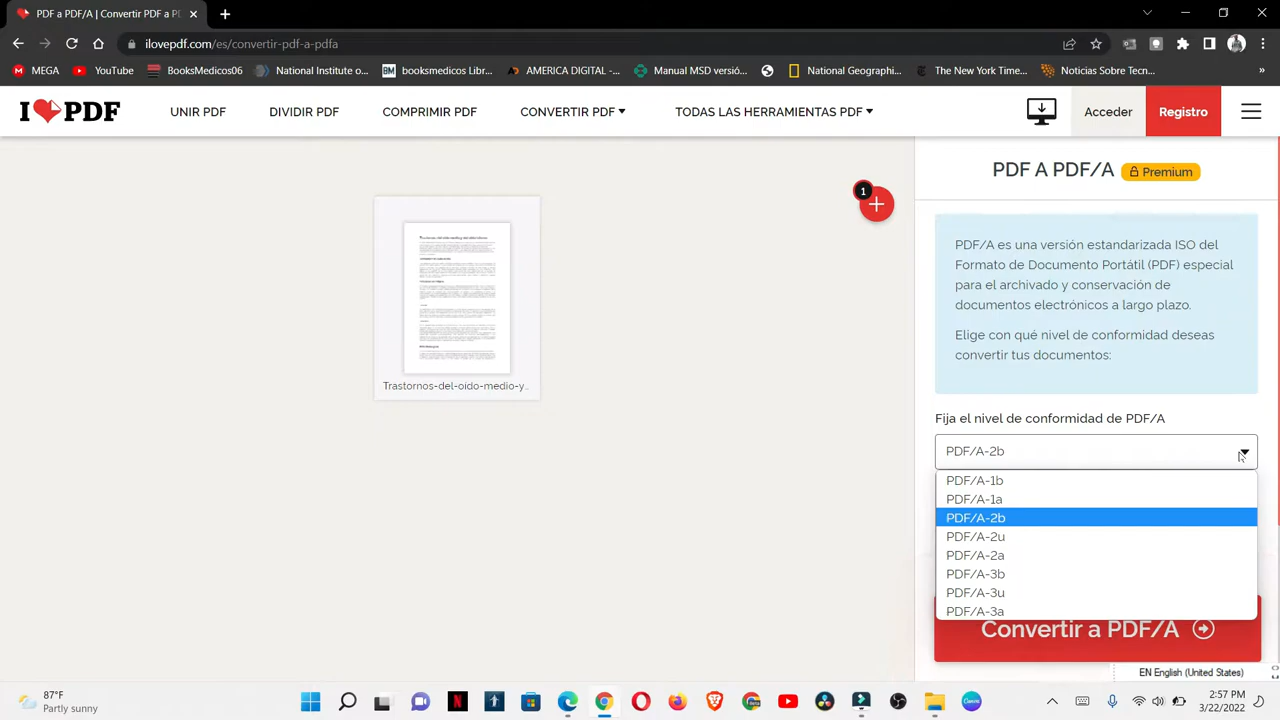 PDF a PDF/A | Convertir PDF a PD
ilovepdf.com/es/convertir-pdf-a-pdfa
MEGA
YouTube
BooksMedicos06
National Institute o...
booksmedicos Libr...
AMERICA DIGITAL -...
Manual MSD versió...
National Geographi...
The New York Time...
Noticias Sobre Tecn...
»
I PDF
UNIR PDF
DIVIDIR PDF
COMPRIMIR PDF
CONVERTIR PDF
TODAS LAS HERRAMIENTAS PDF
Acceder
Registro
PDF A PDF/A
Premium
1
PDF/A es una versión estandarizada ISO del
Formato de Documento Portátil (PDF) especial
para el archivado y conservación de
documentos electrónicos a largo plazo.
Elige con qué nivel de conformidad deseas
convertir tus documentos:
Trastornos-del-oido-medio-y...
Fija el nivel de conformidad de PDF/A
PDF/A-2b
PDF/A-1b
PDF/A-1a
PDF/A-2b
PDF/A-2u
PDF/A-2a
PDF/A-3b
PDF/A-3u
PDF/A-3a
Convertir a PDF/A
EN English (United States)
87°F
Partly sunny
2:57 PM
3/22/2022